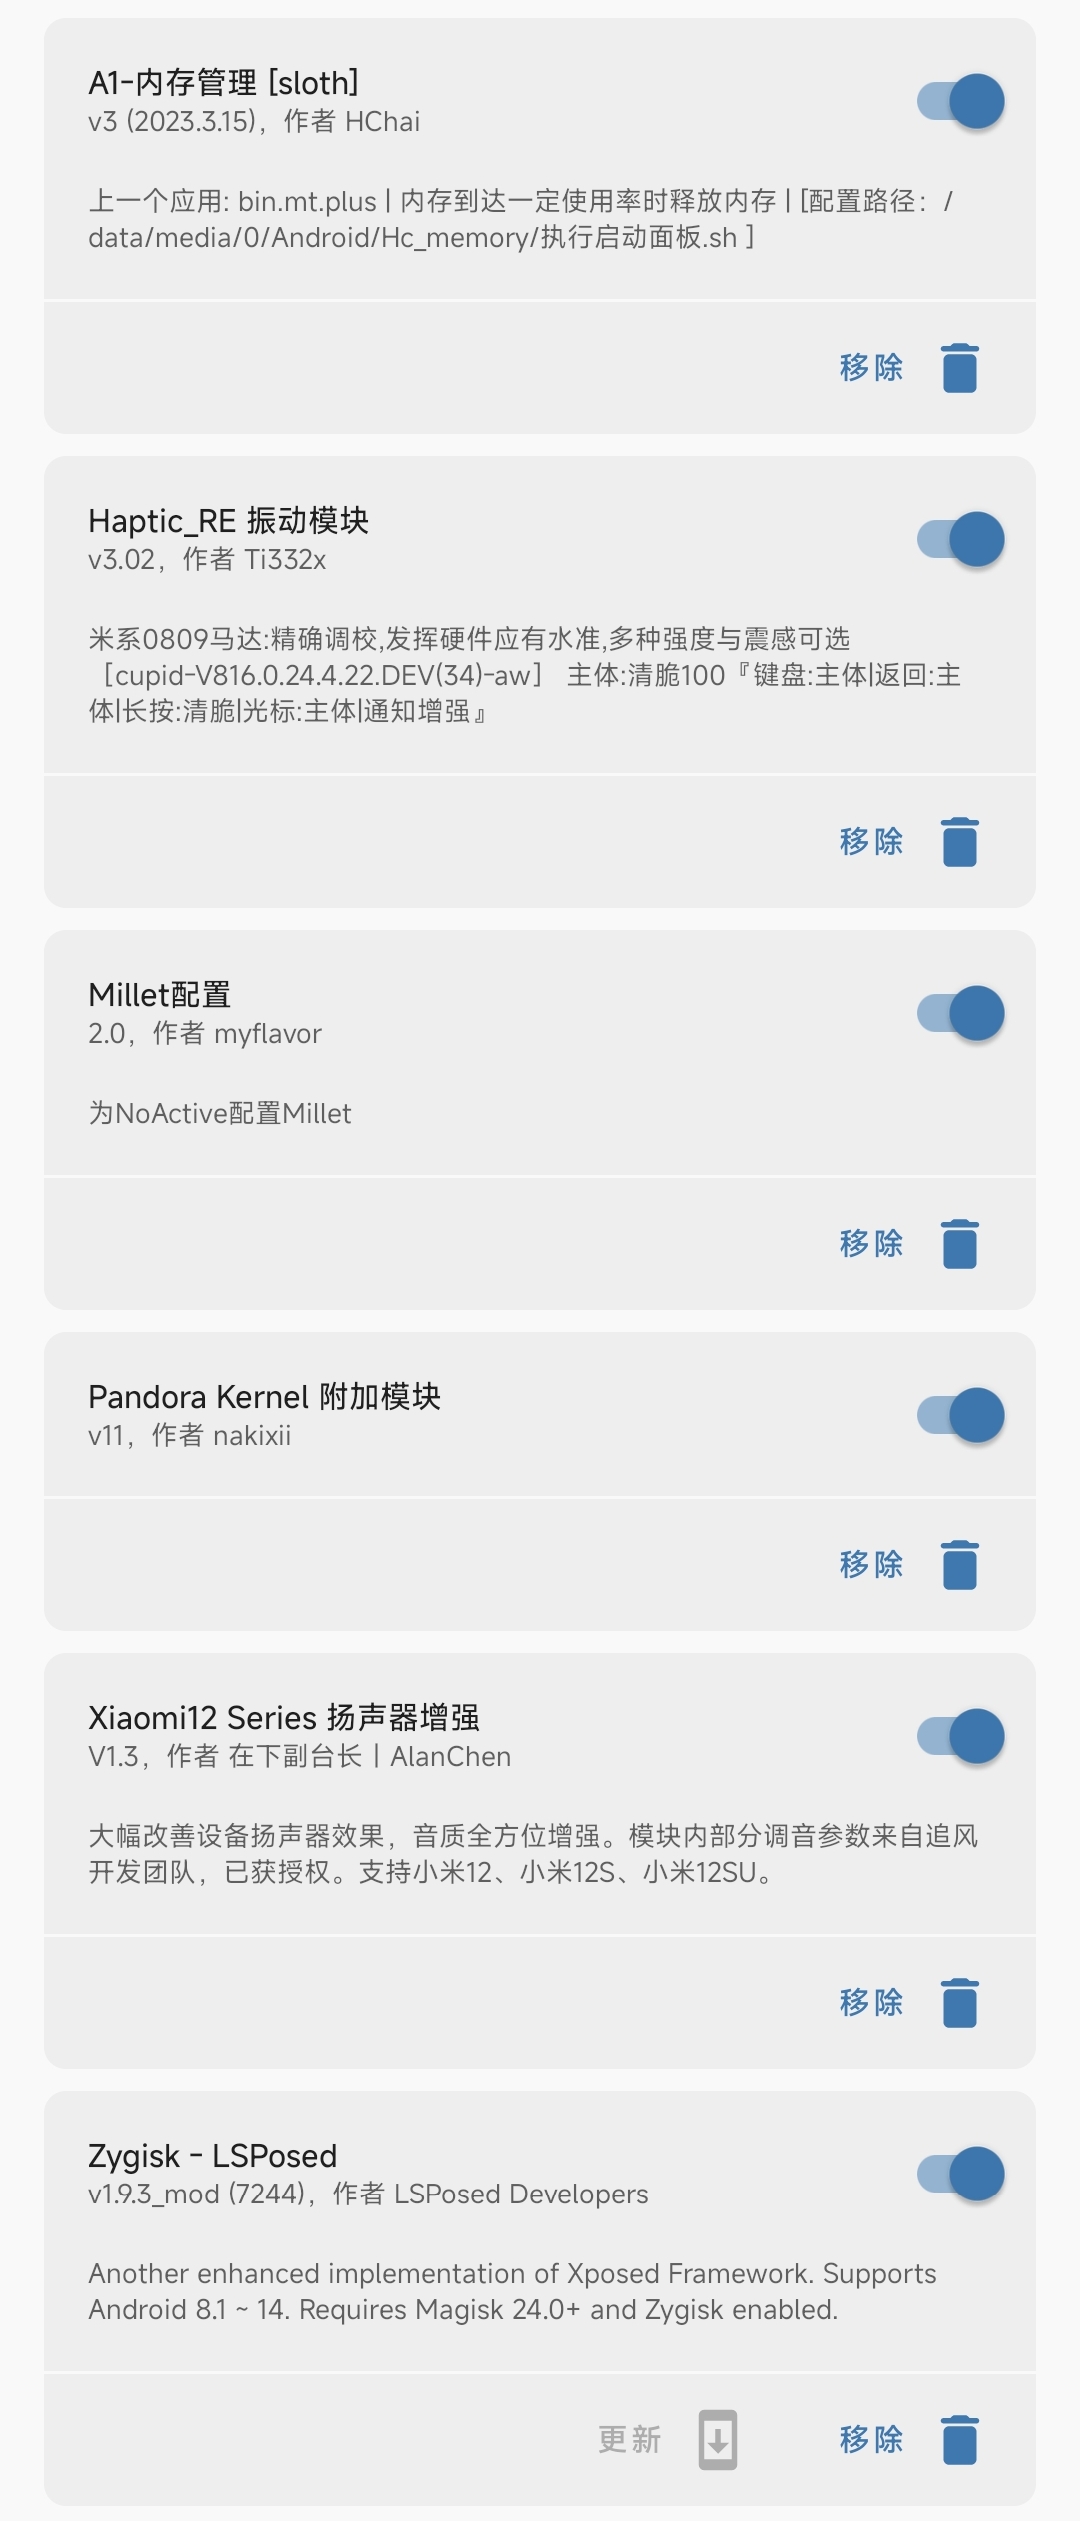 A1-内存管理 [sloth]
v3 (2023.3.15)，作者 HChai
上一个应用: bin.mt.plus | 内存到达一定使用率时释放内存 | [配置路径：/
data/media/0/Android/Hc_memory/执行启动面板.sh ]
移除
Haptic_RE 振动模块
v3.02，作者 Ti332x
米系0809马达:精确调校,发挥硬件应有水准,多种强度与震感可选
［cupid-V816.0.24.4.22.DEV(34)-aw］ 主体:清脆100『键盘:主体|返回:主
体|长按:清脆|光标:主体|通知增强』
移除
Millet配置
2.0，作者 myflavor
为NoActive配置Millet
移除
Pandora Kernel 附加模块
v11，作者 nakixii
移除
Xiaomi12 Series 扬声器增强
V1.3，作者 在下副台长丨AlanChen
大幅改善设备扬声器效果，音质全方位增强。模块内部分调音参数来自追风
开发团队，已获授权。支持小米12、小米12S、小米12SU。
移除
Zygisk - LSPosed
v1.9.3_mod (7244)，作者 LSPosed Developers
Another enhanced implementation of Xposed Framework. Supports
Android 8.1 ~ 14. Requires Magisk 24.0+ and Zygisk enabled.
更新 移除